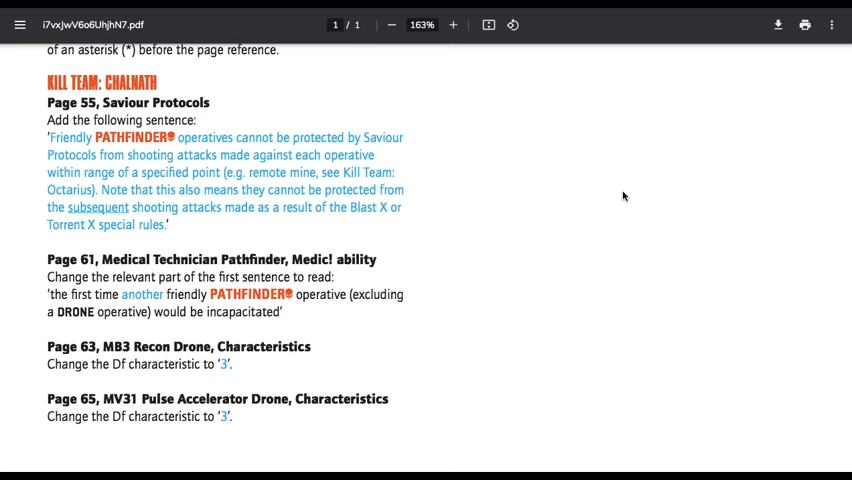 i7vxJwV6o6UhjhN7.pdf
1 / 1
163%
of an asterisk (*) before the page reference.
KILL TEAM: CHALNATH
Page 55, Saviour Protocols
Add the following sentence:
‘Friendly PATHFINDER operatives cannot be protected by Saviour
Protocols from shooting attacks made against each operative
within range of a specified point (e.g. remote mine, see Kill Team:
Octarius). Note that this also means they cannot be protected from
the subsequent shooting attacks made as a result of the Blast X or
Torrent X special rules.’
Page 61, Medical Technician Pathfinder, Medic! ability
Change the relevant part of the first sentence to read:
‘the first time another friendly PATHFINDER operative (excluding
a DRONE operative) would be incapacitated’
Page 63, MB3 Recon Drone, Characteristics
Change the Df characteristic to ‘3’.
Page 65, MV31 Pulse Accelerator Drone, Characteristics
Change the Df characteristic to ‘3’.